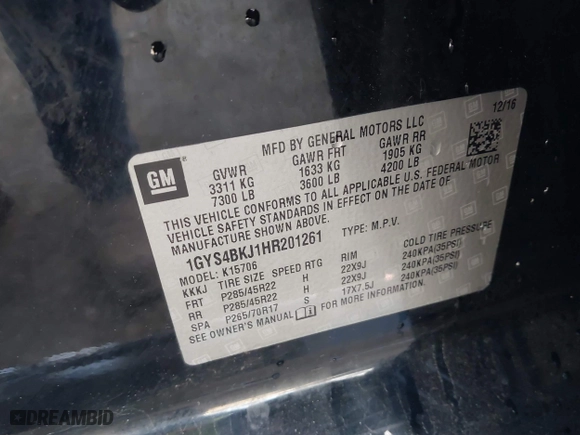 12/16
MFD BY GENERAL MOTORS LLC
GM
GVWR GAWR FRT GAWR RR
3311 KG 1633 KG 1905 KG
7300 LB 3600 LB 4200 LB
THIS VEHICLE CONFORMS TO ALL APPLICABLE U.S. FEDERAL MOTOR
VEHICLE SAFETY STANDARDS IN EFFECT ON THE DATE OF
MANUFACTURE SHOWN ABOVE.
1GYS4BKJ1HR201261 TYPE: M.P.V.
MODEL: K15706
KKKJ TIRE SIZE SPEED RTG RIM COLD TIRE PRESSURE
FRT P285/45R22 H 22X9J 240KPA(35PSI)
RR P285/45R22 H 22X9J 240KPA(35PSI)
SPA P265/70R17 S 17X7.5J 240KPA(35PSI)
SEE OWNER'S MANUAL FOR MORE INFORMATION.
DREAMBID